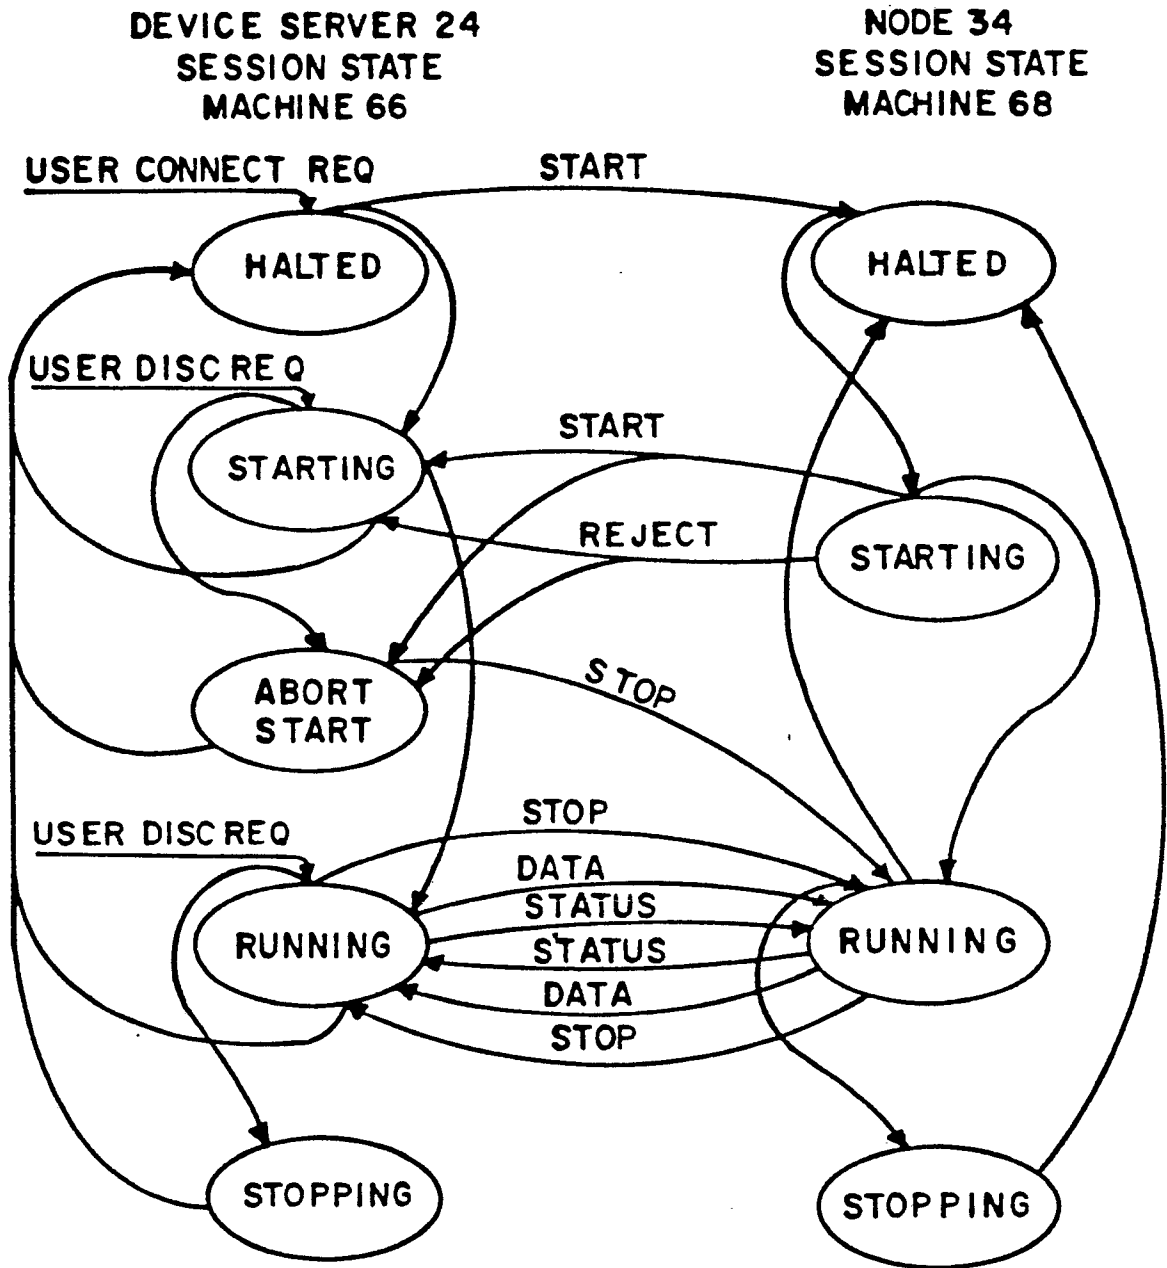 DEVICE SERVER 24
SESSION STATE
MACHINE 66
NODE 34
SESSION STATE
MACHINE 68
USER CONNECT REQ
START
HALTED
HALTED
USER DISC REQ
START
STARTING
REJECT
STARTING
STOP
ABORT
START
USER DISC REQ
STOP
DATA
STATUS
RUNNING
RUNNING
STATUS
DATA
STOP
STOPPING
STOPPING